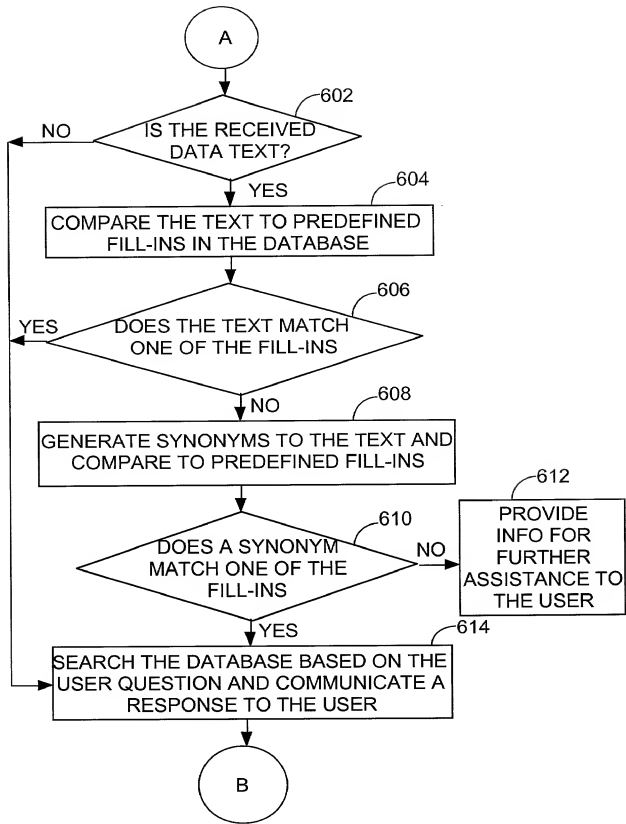 A
602
IS THE RECEIVED
DATA TEXT?
NO
YES
604
COMPARE THE TEXT TO PREDEFINED
FILL-INS IN THE DATABASE
606
DOES THE TEXT MATCH
ONE OF THE FILL-INS
YES
NO
608
GENERATE SYNONYMS TO THE TEXT AND
COMPARE TO PREDEFINED FILL-INS
610
DOES A SYNONYM
MATCH ONE OF THE
FILL-INS
NO
612
PROVIDE
INFO FOR
FURTHER
ASSISTANCE TO
THE USER
YES
614
SEARCH THE DATABASE BASED ON THE
USER QUESTION AND COMMUNICATE A
RESPONSE TO THE USER
B